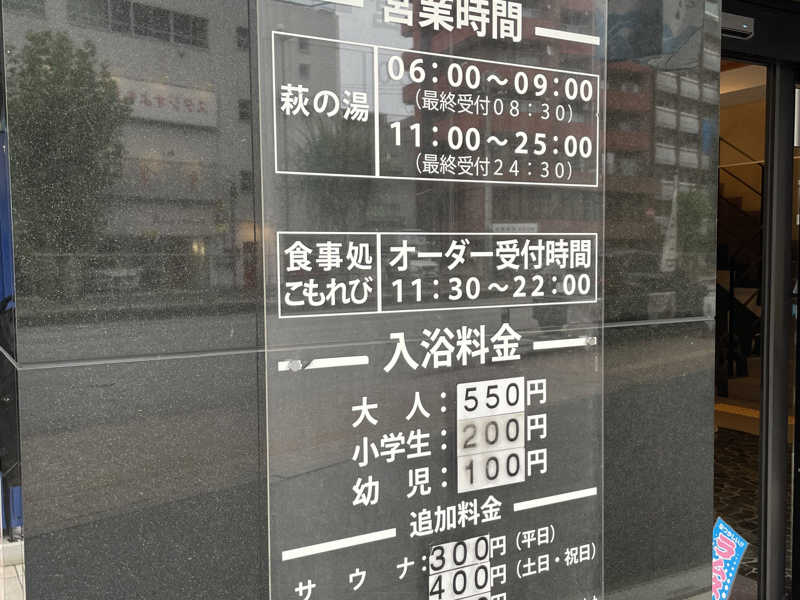 営業時間
萩の湯
06:00～09:00
（最終受付08:30）
11:00～25:00
（最終受付24:30）
食事処
こもれび
オーダー受付時間
11:30～22:00
入浴料金
大人：550円
小学生：200円
幼児：100円
追加料金
サウナ：300円（平日）
400円（土日・祝日）